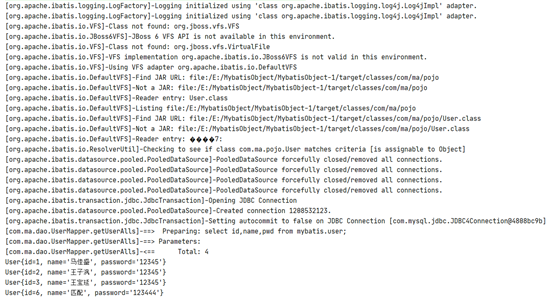 [org.apache.ibatis.logging.LogFactory]-Logging initialized using 'class org.apache.ibatis.logging.log4j.Log4jImpl' adapter.
[org.apache.ibatis.logging.LogFactory]-Logging initialized using 'class org.apache.ibatis.logging.log4j.Log4jImpl' adapter.
[org.apache.ibatis.io.VFS]-Class not found: org.jboss.vfs.VFS
[org.apache.ibatis.io.JBoss6VFS]-JBoss 6 VFS API is not available in this environment.
[org.apache.ibatis.io.VFS]-Class not found: org.jboss.vfs.VirtualFile
[org.apache.ibatis.io.VFS]-VFS implementation org.apache.ibatis.io.JBoss6VFS is not valid in this environment.
[org.apache.ibatis.io.VFS]-Using VFS adapter org.apache.ibatis.io.DefaultVFS
[org.apache.ibatis.io.DefaultVFS]-Find JAR URL: file:/E:/MybatisObject/MybatisObject-1/target/classes/com/ma/pojo
[org.apache.ibatis.io.DefaultVFS]-Not a JAR: file:/E:/MybatisObject/MybatisObject-1/target/classes/com/ma/pojo
[org.apache.ibatis.io.DefaultVFS]-Reader entry: User.class
[org.apache.ibatis.io.DefaultVFS]-Listing file:/E:/MybatisObject/MybatisObject-1/target/classes/com/ma/pojo
[org.apache.ibatis.io.DefaultVFS]-Find JAR URL: file:/E:/MybatisObject/MybatisObject-1/target/classes/com/ma/pojo/User.class
[org.apache.ibatis.io.DefaultVFS]-Not a JAR: file:/E:/MybatisObject/MybatisObject-1/target/classes/com/ma/pojo/User.class
[org.apache.ibatis.io.DefaultVFS]-Reader entry: ����7:
[org.apache.ibatis.io.ResolverUtil]-Checking to see if class com.ma.pojo.User matches criteria [is assignable to Object]
[org.apache.ibatis.datasource.pooled.PooledDataSource]-PooledDataSource forcefully closed/removed all connections.
[org.apache.ibatis.datasource.pooled.PooledDataSource]-PooledDataSource forcefully closed/removed all connections.
[org.apache.ibatis.datasource.pooled.PooledDataSource]-PooledDataSource forcefully closed/removed all connections.
[org.apache.ibatis.datasource.pooled.PooledDataSource]-PooledDataSource forcefully closed/removed all connections.
[org.apache.ibatis.transaction.jdbc.JdbcTransaction]-Opening JDBC Connection
[org.apache.ibatis.datasource.pooled.PooledDataSource]-Created connection 1208532123.
[org.apache.ibatis.transaction.jdbc.JdbcTransaction]-Setting autocommit to false on JDBC Connection [com.mysql.jdbc.JDBC4Connection@4808bc9b]
[com.ma.dao.UserMapper.getUserAlls]-==>  Preparing: select id,name,pwd from mybatis.user;
[com.ma.dao.UserMapper.getUserAlls]-==> Parameters:
[com.ma.dao.UserMapper.getUserAlls]-<==      Total: 4
User{id=1, name='马佳盛', password='12345'}
User{id=2, name='王子涡', password='12345'}
User{id=3, name='王宝延', password='12345'}
User{id=6, name='匹配', password='123444'}